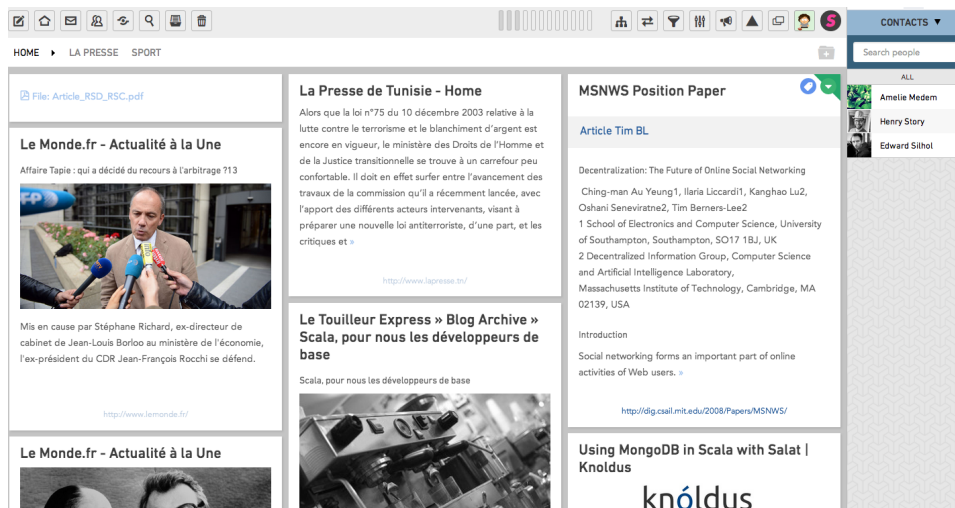 CONTACTS ▼
HOME ▸ LA PRESSE SPORT
Search people
ALL
Amelie Medem
Henry Story
Edward Silhol
File: Article_RSD_RSC.pdf
Le Monde.fr - Actualité à la Une
Affaire Tapie : qui a décidé du recours à l'arbitrage ?13
Mis en cause par Stéphane Richard, ex-directeur de
cabinet de Jean-Louis Borloo au ministère de l'économie,
l'ex-président du CDR Jean-François Rocchi se défend.
http://www.lemonde.fr/
Le Monde.fr - Actualité à la Une
La Presse de Tunisie - Home
Alors que la loi n°75 du 10 décembre 2003 relative à la
lutte contre le terrorisme et le blanchiment d'argent est
encore en vigueur, le ministère des Droits de l'Homme et
de la Justice transitionnelle se trouve à un carrefour peu
confortable. Il doit en effet surfer entre l'avancement des
travaux de la commission qu'il a récemment lancée, avec
l'apport des différents acteurs intervenants, visant à
préparer une nouvelle loi antiterroriste, d'une part, et les
critiques et »
http://www.lapresse.tn/
Le Touilleur Express » Blog Archive »
Scala, pour nous les développeurs de
base
Scala, pour nous les développeurs de base
MSNWS Position Paper
Article Tim BL
Decentralization: The Future of Online Social Networking
Ching-man Au Yeung1, Ilaria Liccardi1, Kanghao Lu2,
Oshani Seneviratne2, Tim Berners-Lee2
1 School of Electronics and Computer Science, University
of Southampton, Southampton, SO17 1BJ, UK
2 Decentralized Information Group, Computer Science
and Artificial Intelligence Laboratory,
Massachusetts Institute of Technology, Cambridge, MA
02139, USA
Introduction
Social networking forms an important part of online
activities of Web users. »
http://dig.csail.mit.edu/2008/Papers/MSNWS/
Using MongoDB in Scala with Salat |
Knoldus
knóldus